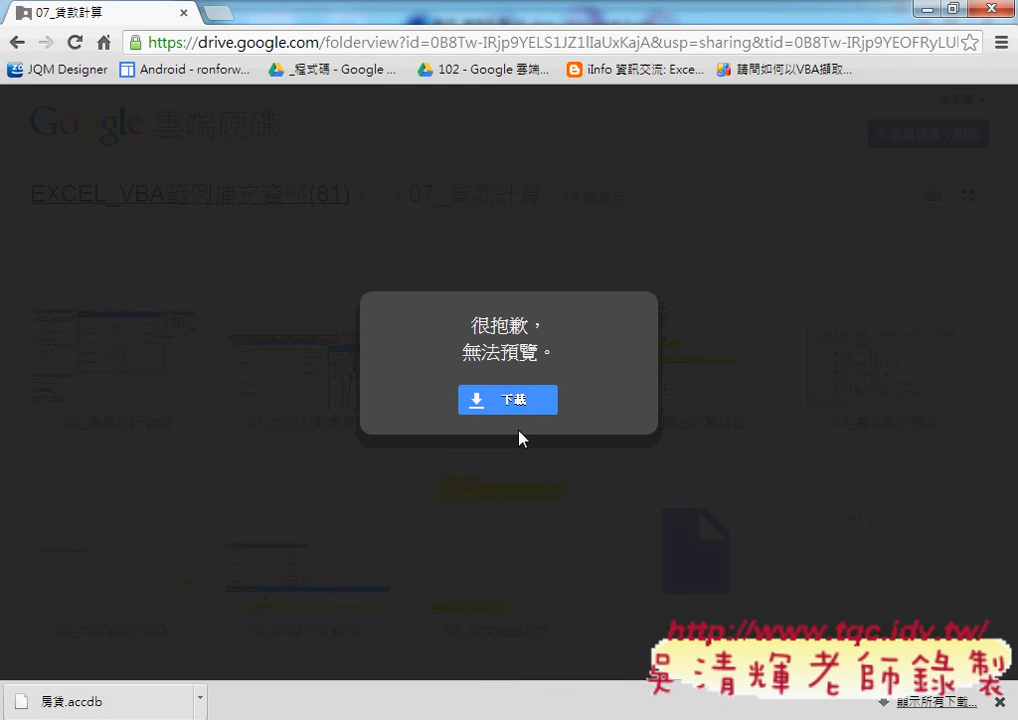 07_貸款計算
https://drive.google.com/folderview?id=0B8Tw-IRjp9YELS1JZ1lIaUxKajA&usp=sharing&tid=0B8Tw-IRjp9YEOFRyLUl
JQM Designer
Android - ronforw...
_程式碼 - Google ...
102 - Google 雲端...
iInfo 資訊交流: Exce...
請問如何以VBA擷取...
Google 雲端硬碟
EXCEL_VBA範例補充資料(81) › .. › 07_貸款計算
很抱歉，
無法預覽。
下載
http://www.tqc.idv.tw/
吳清輝老師錄製
房貸.accdb
顯示所有下載...